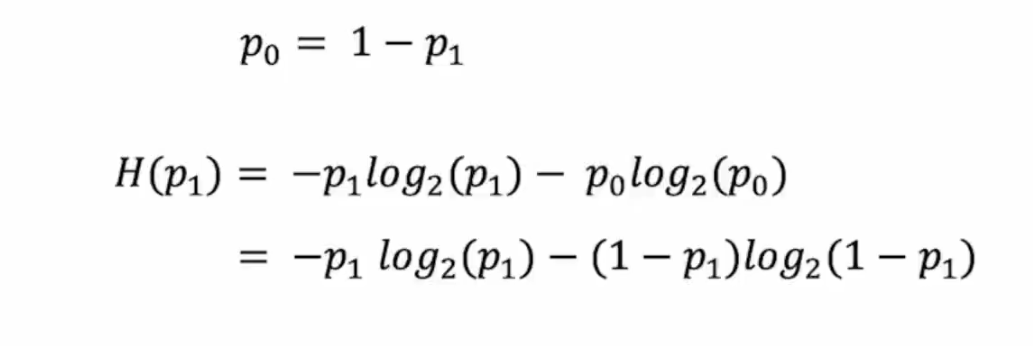 p₀ = 1 − p₁
H(p₁) = −p₁log₂(p₁) − p₀log₂(p₀)
= −p₁ log₂(p₁) − (1 − p₁)log₂(1 − p₁)